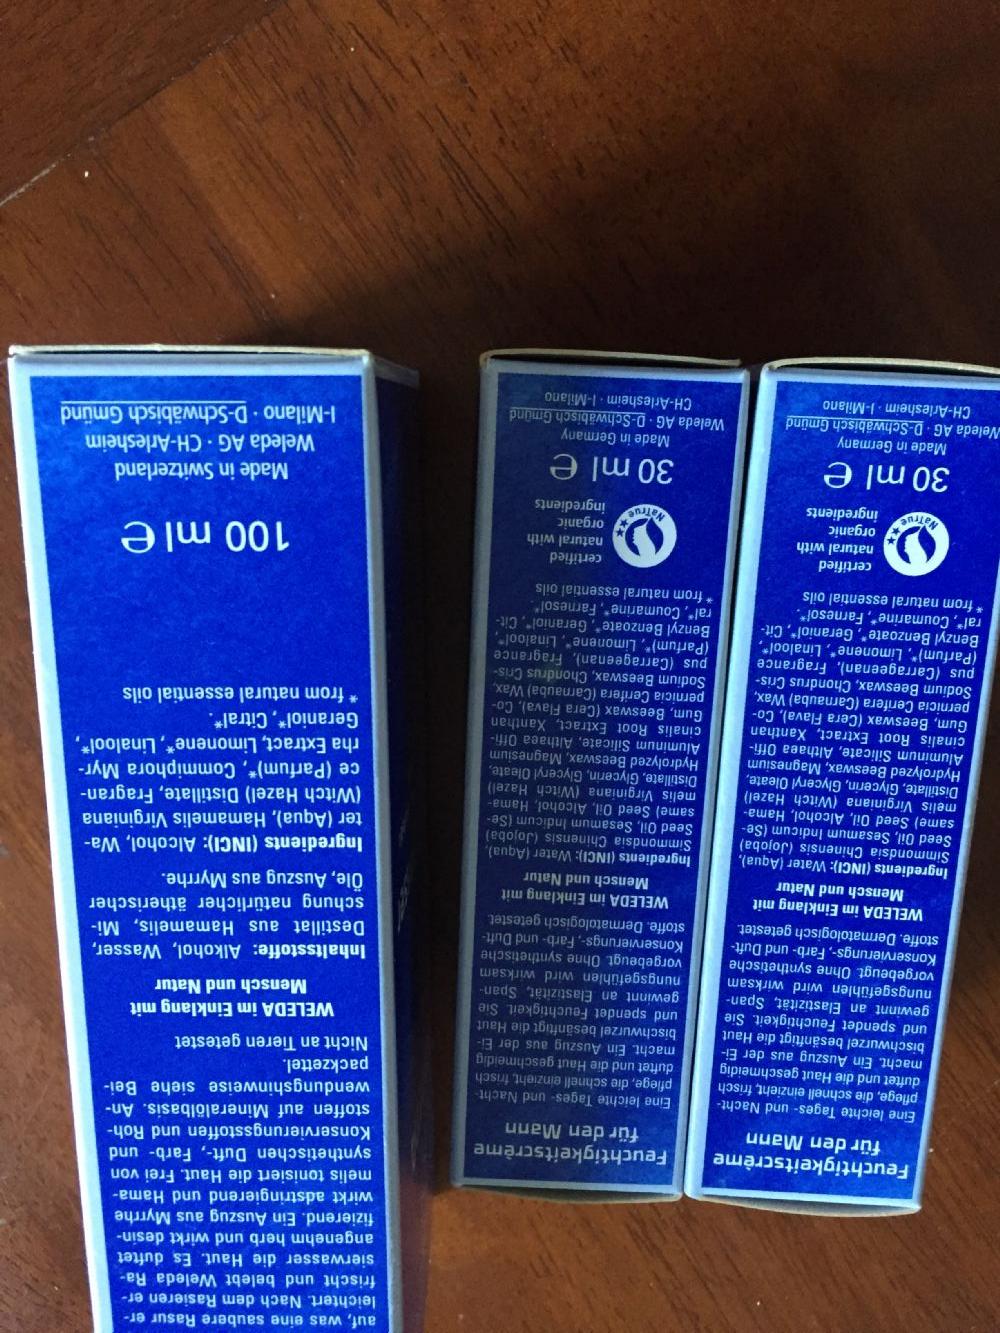 auf, was eine saubere Rasur er-
leichtert. Nach dem Rasieren er-
frischt und belebt Weleda Ra-
sierwasser die Haut. Es duftet
angenehm herb und wirkt desin-
fizierend. Ein Auszug aus Myrrhe
wirkt adstringierend und Hama-
melis tonisiert die Haut. Frei von
synthetischen Duft-, Farb- und
Konservierungsstoffen und Roh-
stoffen auf Mineralölbasis. An-
wendungshinweise siehe Bei-
packzettel.
Nicht an Tieren getestet
WELEDA im Einklang mit
Mensch und Natur
Inhaltsstoffe: Alkohol, Wasser,
Destillat aus Hamamelis, Mi-
schung natürlicher ätherischer
Öle, Auszug aus Myrrhe.
Ingredients (INCI): Alcohol, Wa-
ter (Aqua), Hamamelis Virginiana
(Witch Hazel) Distillate, Fragran-
ce (Parfum)*, Commiphora Myr-
rha Extract, Limonene*, Linalool*,
Geraniol*, Citral*.
* from natural essential oils
100 ml ℮
Made in Switzerland
Weleda AG · CH-Arlesheim
I-Milano · D-Schwäbisch Gmünd
Feuchtigkeitscrème
für den Mann
Eine leichte Tages- und Nacht-
pflege, die schnell einzieht, frisch
duftet und die Haut geschmeidig
macht. Ein Auszug aus der Ei-
bischwurzel besänftigt die Haut
und spendet Feuchtigkeit. Sie
gewinnt an Elastizität, Span-
nungsgefühlen wird wirksam
vorgebeugt. Ohne synthetische
Konservierungs-, Farb- und Duft-
stoffe. Dermatologisch getestet.
WELEDA im Einklang mit
Mensch und Natur
Ingredients (INCI): Water (Aqua),
Simmondsia Chinensis (Jojoba)
Seed Oil, Sesamum Indicum (Se-
same) Seed Oil, Alcohol, Hama-
melis Virginiana (Witch Hazel)
Distillate, Glycerin, Glyceryl Oleate,
Hydrolyzed Beeswax, Magnesium
Aluminum Silicate, Althaea Offi-
cinalis Root Extract, Xanthan
Gum, Beeswax (Cera Flava), Co-
pernicia Cerifera (Carnauba) Wax,
Sodium Beeswax, Chondrus Cris-
pus (Carrageenan), Fragrance
(Parfum)*, Limonene*, Linalool*,
Benzyl Benzoate*, Geraniol*, Cit-
ral*, Coumarine*, Farnesol*.
* from natural essential oils
NaTrue
certified
natural with
organic
ingredients
30 ml ℮
Made in Germany
Weleda AG · D-Schwäbisch Gmünd
CH-Arlesheim · I-Milano
Feuchtigkeitscrème
für den Mann
Eine leichte Tages- und Nacht-
pflege, die schnell einzieht, frisch
duftet und die Haut geschmeidig
macht. Ein Auszug aus der Ei-
bischwurzel besänftigt die Haut
und spendet Feuchtigkeit. Sie
gewinnt an Elastizität, Span-
nungsgefühlen wird wirksam
vorgebeugt. Ohne synthetische
Konservierungs-, Farb- und Duft-
stoffe. Dermatologisch getestet.
WELEDA im Einklang mit
Mensch und Natur
Ingredients (INCI): Water (Aqua),
Simmondsia Chinensis (Jojoba)
Seed Oil, Sesamum Indicum (Se-
same) Seed Oil, Alcohol, Hama-
melis Virginiana (Witch Hazel)
Distillate, Glycerin, Glyceryl Oleate,
Hydrolyzed Beeswax, Magnesium
Aluminum Silicate, Althaea Offi-
cinalis Root Extract, Xanthan
Gum, Beeswax (Cera Flava), Co-
pernicia Cerifera (Carnauba) Wax,
Sodium Beeswax, Chondrus Cris-
pus (Carrageenan), Fragrance
(Parfum)*, Limonene*, Linalool*,
Benzyl Benzoate*, Geraniol*, Cit-
ral*, Coumarine*, Farnesol*.
* from natural essential oils
NaTrue
certified
natural with
organic
ingredients
30 ml ℮
Made in Germany
Weleda AG · D-Schwäbisch Gmünd
CH-Arlesheim · I-Milano